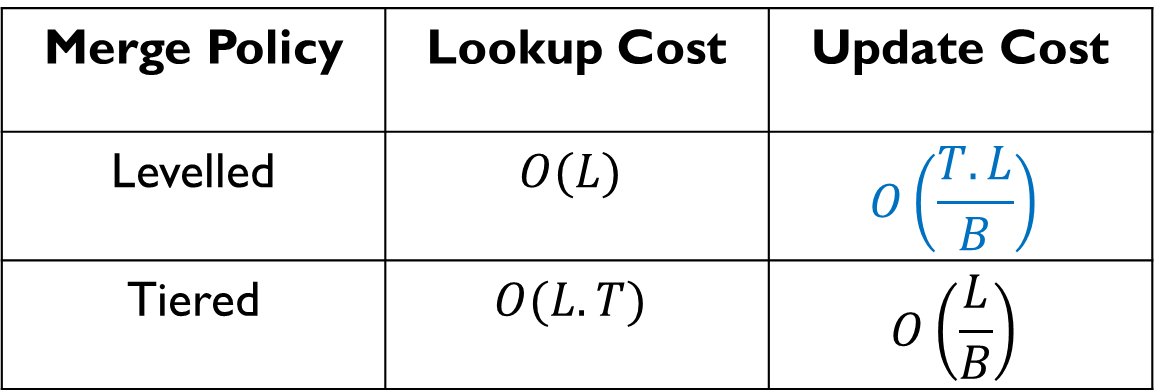 Merge Policy Lookup Cost Update Cost
Levelled O(L) O(T.L/B)
Tiered O(L.T) O(L/B)